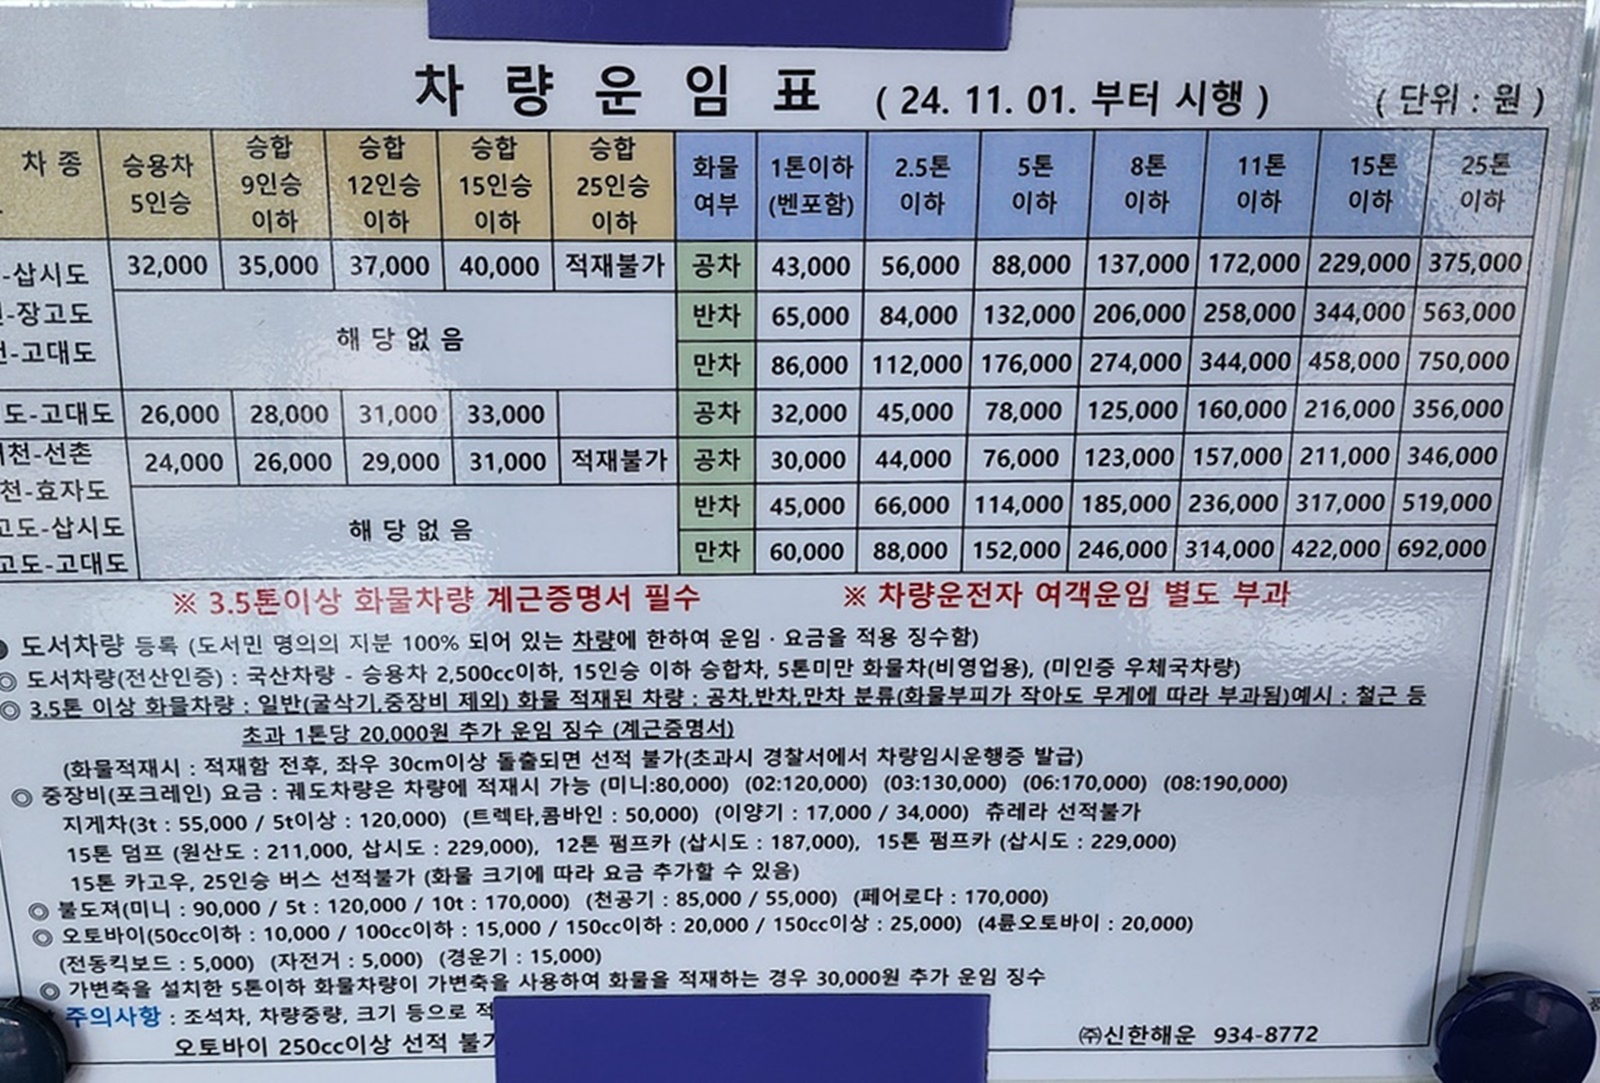 차 량 운 임 표 ( 24. 11. 01. 부터 시행 ) ( 단위 : 원 )
차 종 승용차 5인승 승합 9인승 이하 승합 12인승 이하 승합 15인승 이하 승합 25인승 이하 화물 여부 1톤이하 (벤포함) 2.5톤 이하 5톤 이하 8톤 이하 11톤 이하 15톤 이하 25톤 이하
-삽시도 32,000 35,000 37,000 40,000 적재불가 공차 43,000 56,000 88,000 137,000 172,000 229,000 375,000
-장고도 해 당 없 음 반차 65,000 84,000 132,000 206,000 258,000 344,000 563,000
-고대도 만차 86,000 112,000 176,000 274,000 344,000 458,000 750,000
도-고대도 26,000 28,000 31,000 33,000 공차 32,000 45,000 78,000 125,000 160,000 216,000 356,000
천-선촌 24,000 26,000 29,000 31,000 적재불가 공차 30,000 44,000 76,000 123,000 157,000 211,000 346,000
천-효자도 해 당 없 음 반차 45,000 66,000 114,000 185,000 236,000 317,000 519,000
고도-삽시도
고도-고대도 만차 60,000 88,000 152,000 246,000 314,000 422,000 692,000
※ 3.5톤이상 화물차량 계근증명서 필수 ※ 차량운전자 여객운임 별도 부과
● 도서차량 등록 (도서민 명의의 지분 100% 되어 있는 차량에 한하여 운임 · 요금을 적용 징수함)
◎ 도서차량(전산인증) : 국산차량 - 승용차 2,500cc이하, 15인승 이하 승합차, 5톤미만 화물차(비영업용), (미인증 우체국차량)
◎ 3.5톤 이상 화물차량 : 일반(굴삭기,중장비 제외) 화물 적재된 차량 : 공차,반차,만차 분류(화물부피가 작아도 무게에 따라 부과됨)예시 : 철근 등
초과 1톤당 20,000원 추가 운임 징수 (계근증명서)
(화물적재시 : 적재함 전후, 좌우 30cm이상 돌출되면 선적 불가(초과시 경찰서에서 차량임시운행증 발급)
◎ 중장비(포크레인) 요금 : 궤도차량은 차량에 적재시 가능 (미니:80,000) (02:120,000) (03:130,000) (06:170,000) (08:190,000)
지게차(3t : 55,000 / 5t이상 : 120,000) (트렉타,콤바인 : 50,000) (이양기 : 17,000 / 34,000) 츄레라 선적불가
15톤 덤프 (원산도 : 211,000, 삽시도 : 229,000), 12톤 펌프카 (삽시도 : 187,000), 15톤 펌프카 (삽시도 : 229,000)
15톤 카고우, 25인승 버스 선적불가 (화물 크기에 따라 요금 추가할 수 있음)
◎ 불도져(미니 : 90,000 / 5t : 120,000 / 10t : 170,000) (천공기 : 85,000 / 55,000) (페어로다 : 170,000)
◎ 오토바이(50cc이하 : 10,000 / 100cc이하 : 15,000 / 150cc이하 : 20,000 / 150cc이상 : 25,000) (4륜오토바이 : 20,000)
(전동킥보드 : 5,000) (자전거 : 5,000) (경운기 : 15,000)
◎ 가변축을 설치한 5톤이하 화물차량이 가변축을 사용하여 화물을 적재하는 경우 30,000원 추가 운임 징수
주의사항 : 조석차, 차량중량, 크기 등으로 적
오토바이 250cc이상 선적 불가
㈜신한해운 934-8772